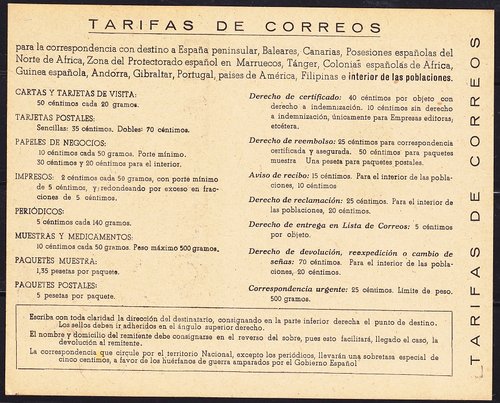 TARIFAS DE CORREOS
para la correspondencia con destino a España peninsular, Baleares, Canarias, Posesiones españolas del
Norte de Africa, Zona del Protectorado español en Marruecos, Tánger, Colonias españolas de Africa,
Guinea española, Andorra, Gibraltar, Portugal, países de América, Filipinas e interior de las poblaciones.
CARTAS Y TARJETAS DE VISITA:
50 céntimos cada 20 gramos.
TARJETAS POSTALES:
Sencillas: 35 céntimos. Dobles: 70 céntimos.
PAPELES DE NEGOCIOS:
10 céntimos cada 50 gramos. Porte mínimo.
30 céntimos y 20 céntimos para el interior.
IMPRESOS: 2 céntimos cada 50 gramos, con porte mínimo
de 5 céntimos, y redondeando por exceso en frac-
ciones de 5 céntimos.
PERIÓDICOS:
5 céntimos cada 140 gramos.
MUESTRAS Y MEDICAMENTOS:
10 céntimos cada 50 gramos. Peso máximo 500 gramos.
PAQUETES MUESTRA:
1,35 pesetas por paquete.
PAQUETES POSTALES:
5 pesetas por paquete.
Derecho de certificado: 40 céntimos por objeto con
derecho a indemnización. 10 céntimos sin derecho
a indemnización, únicamente para Empresas editoras,
etcétera.
Derecho de reembolso: 25 céntimos para correspondencia
certificada y asegurada. 50 céntimos para paquetes
muestra Una peseta para paquetes postales.
Aviso de recibo: 15 céntimos. Para el interior de las pobla-
ciones, 10 céntimos
Derecho de reclamación: 25 céntimos. Para el interior de
las poblaciones, 20 céntimos.
Derecho de entrega en Lista de Correos: 5 céntimos
por objeto.
Derecho de devolución, reexpedición o cambio de
señas: 70 céntimos. Para el interior de las pobla-
ciones, 20 céntimos.
Correspondencia urgente: 25 céntimos. Límite de peso.
500 gramos.
Escriba con toda claridad la dirección del destinatario, consignando en la parte inferior derecha el punto de destino.
Los sellos deben ir adheridos en el ángulo superior derecho.
El nombre y domicilio del remitente debe consignarse en el reverso del sobre, pues esto facilitará, llegado el caso, la
devolución al remitente.
La correspondencia que circule por el territorio Nacional, excepto los periódicos, llevarán una sobretasa especial de
cinco céntimos, a favor de los huérfanos de guerra amparados por el Gobierno Español
TARIFAS DE CORREOS